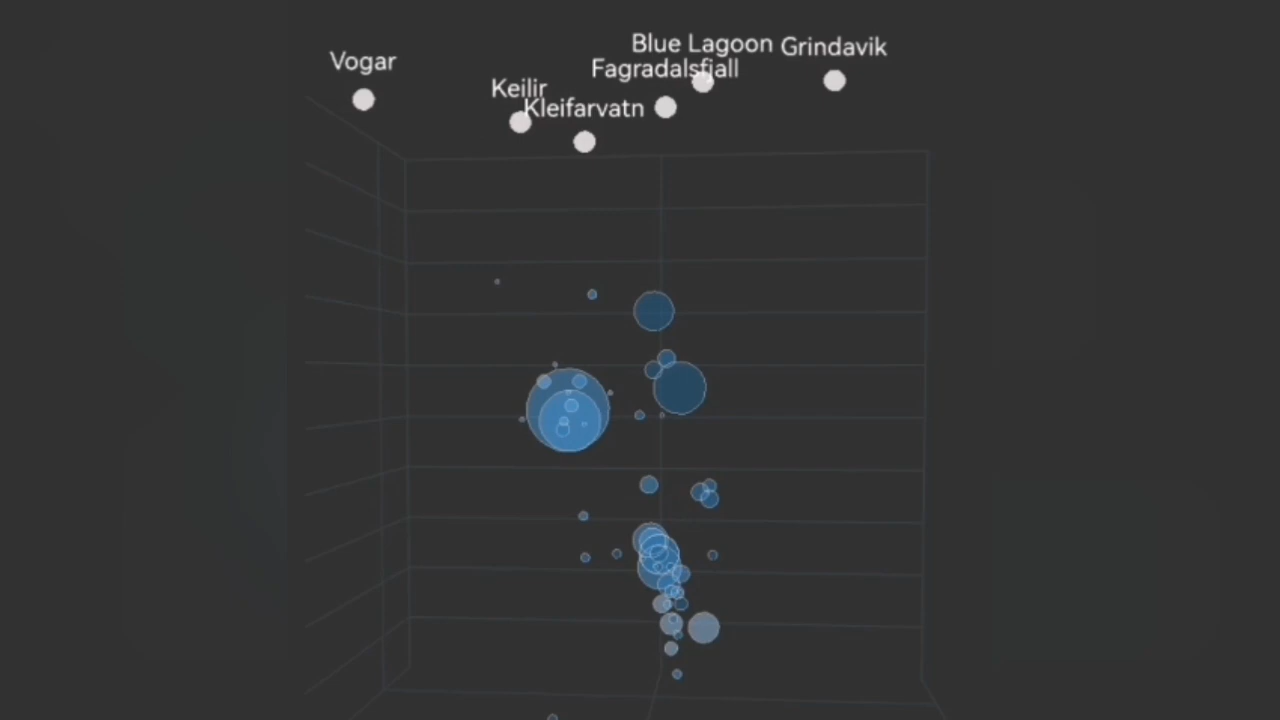 Blue Lagoon
Grindavik
Vogar
Fagradalsfjall
Keilir
Kleifarvatn